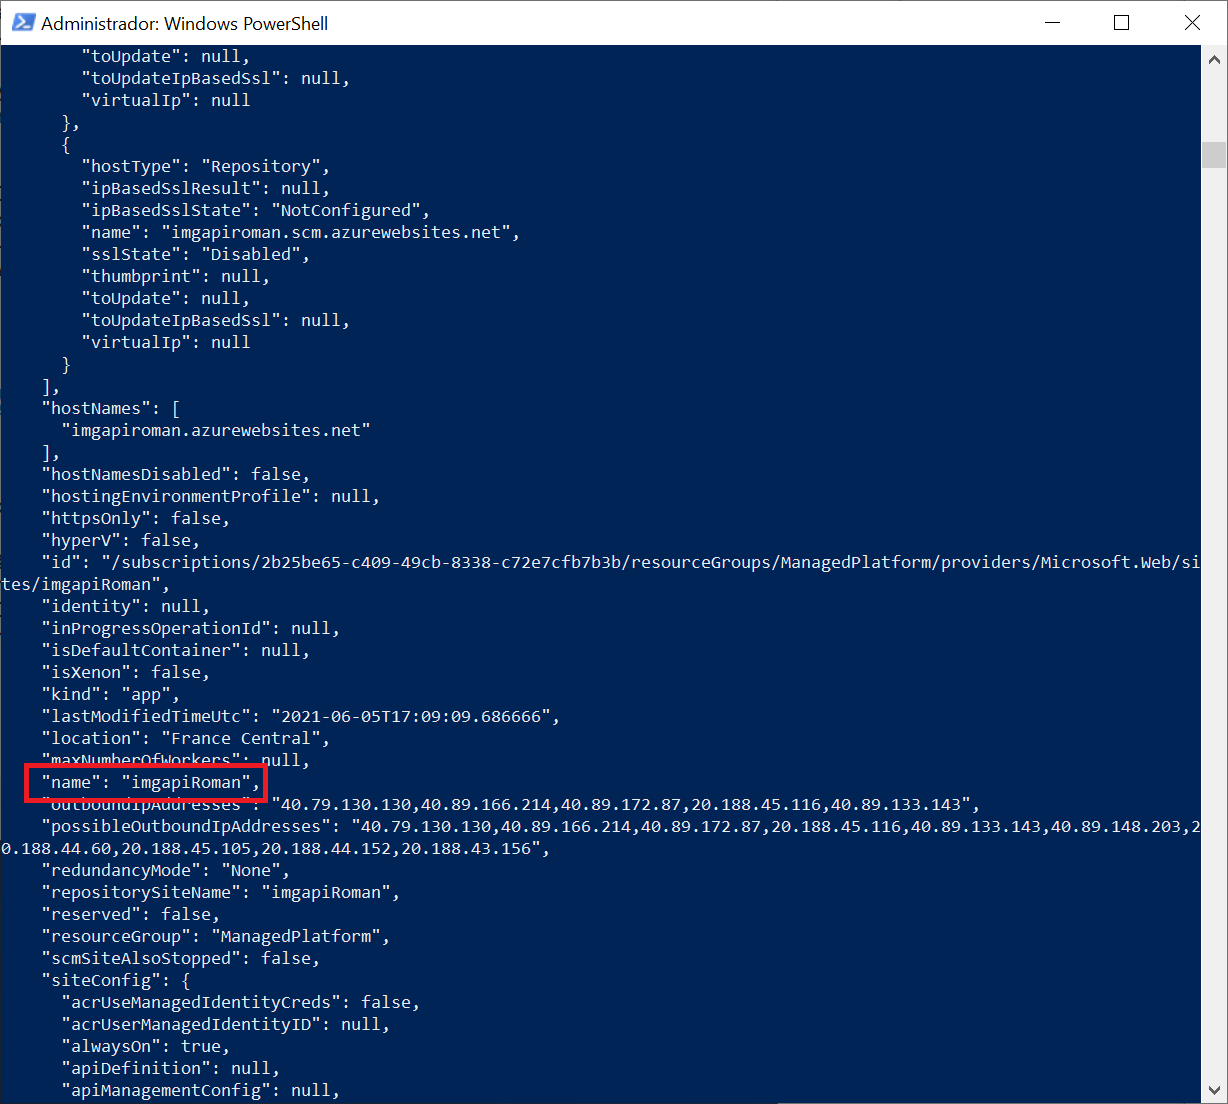 Administrador: Windows PowerShell
"toUpdate": null,
"toUpdateIpBasedSsl": null,
"virtualIp": null
},
{
"hostType": "Repository",
"ipBasedSslResult": null,
"ipBasedSslState": "NotConfigured",
"name": "imgapiroman.scm.azurewebsites.net",
"sslState": "Disabled",
"thumbprint": null,
"toUpdate": null,
"toUpdateIpBasedSsl": null,
"virtualIp": null
}
],
"hostNames": [
"imgapiroman.azurewebsites.net"
],
"hostNamesDisabled": false,
"hostingEnvironmentProfile": null,
"httpsOnly": false,
"hyperV": false,
"id": "/subscriptions/2b25be65-c409-49cb-8338-c72e7cfb7b3b/resourceGroups/ManagedPlatform/providers/Microsoft.Web/si
tes/imgapiRoman",
"identity": null,
"inProgressOperationId": null,
"isDefaultContainer": null,
"isXenon": false,
"kind": "app",
"lastModifiedTimeUtc": "2021-06-05T17:09:09.686666",
"location": "France Central",
"maxNumberOfWorkers": null,
"name": "imgapiRoman",
"outboundIpAddresses": "40.79.130.130,40.89.166.214,40.89.172.87,20.188.45.116,40.89.133.143",
"possibleOutboundIpAddresses": "40.79.130.130,40.89.166.214,40.89.172.87,20.188.45.116,40.89.133.143,40.89.148.203,2
0.188.44.60,20.188.45.105,20.188.44.152,20.188.43.156",
"redundancyMode": "None",
"repositorySiteName": "imgapiRoman",
"reserved": false,
"resourceGroup": "ManagedPlatform",
"scmSiteAlsoStopped": false,
"siteConfig": {
"acrUseManagedIdentityCreds": false,
"acrUserManagedIdentityID": null,
"alwaysOn": true,
"apiDefinition": null,
"apiManagementConfig": null,